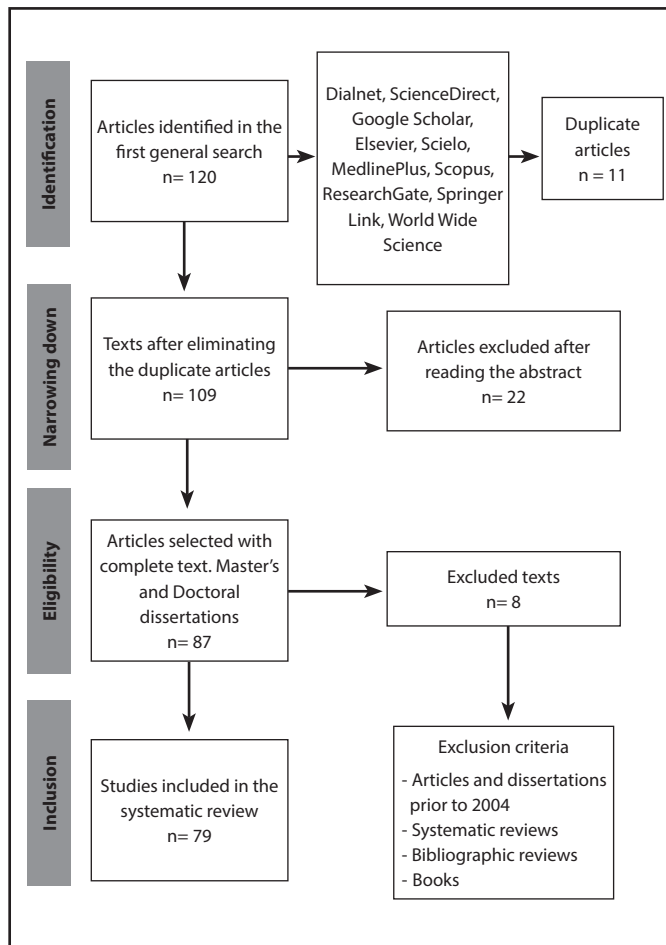 Identification
Articles identified in the
first general search
n= 120
Dialnet, ScienceDirect,
Google Scholar,
Elsevier, Scielo,
MedlinePlus, Scopus,
ResearchGate, Springer
Link, World Wide
Science
Duplicate
articles
n = 11
Narrowing down
Texts after eliminating
the duplicate articles
n= 109
Articles excluded after
reading the abstract
n= 22
Eligibility
Articles selected with
complete text. Master's
and Doctoral
dissertations
n= 87
Excluded texts
n= 8
Inclusion
Studies included in the
systematic review
n= 79
Exclusion criteria
- Articles and dissertations
prior to 2004
- Systematic reviews
- Bibliographic reviews
- Books